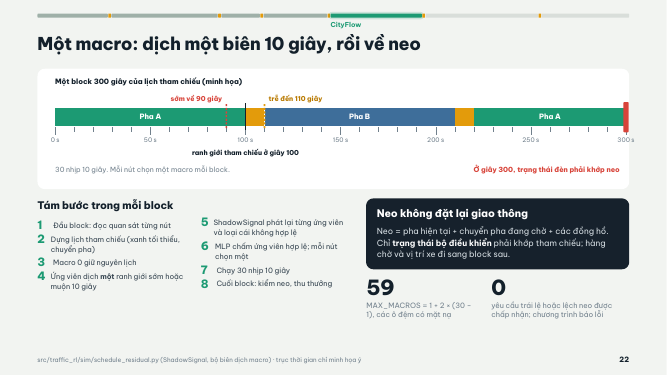 CityFlow
Một macro: dịch một biên 10 giây, rồi về neo
Một block 300 giây của lịch tham chiếu (minh họa)
sớm về 90 giây
trễ đến 110 giây
Pha A
Pha B
Pha A
0 s
50 s
100 s
150 s
200 s
250 s
300 s
ranh giới tham chiếu ở giây 100
30 nhịp 10 giây. Mỗi nút chọn một macro mỗi block.
Ở giây 300, trạng thái đèn phải khớp neo
Tám bước trong mỗi block
1 Đầu block: đọc quan sát từng nút
2 Dựng lịch tham chiếu (xanh tối thiểu,
chuyển pha)
3 Macro 0 giữ nguyên lịch
4 Ứng viên dịch một ranh giới sớm hoặc
muộn 10 giây
5 ShadowSignal phát lại từng ứng viên
và loại cái không hợp lệ
6 MLP chấm ứng viên hợp lệ; mỗi nút
chọn một
7 Chạy 30 nhịp 10 giây
8 Cuối block: kiểm neo, thu thưởng
Neo không đặt lại giao thông
Neo = pha hiện tại + chuyển pha đang chờ + các đồng hồ.
Chỉ trạng thái bộ điều khiển phải khớp tham chiếu; hàng
chờ và vị trí xe đi sang block sau.
59
MAX_MACROS = 1 + 2 × (30 −
1), các ô đệm có mặt nạ
0
yêu cầu trái lệ hoặc lệch neo được
chấp nhận; chương trình báo lỗi
src/traffic_rl/sim/schedule_residual.py (ShadowSignal, bộ biên dịch macro) · trục thời gian chỉ minh họa ý
22